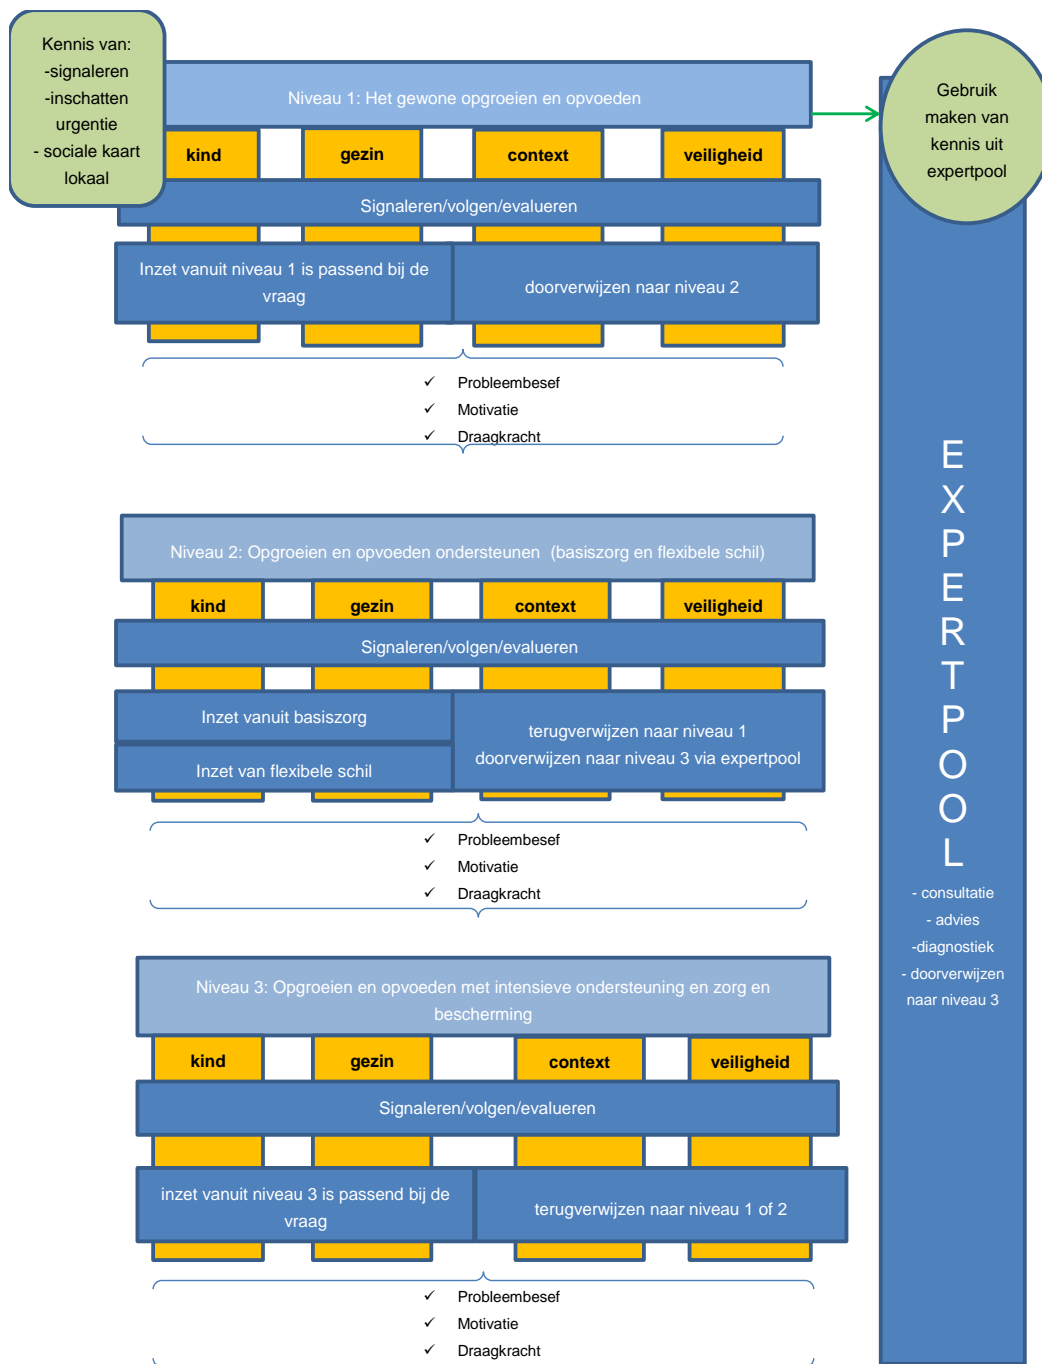 Kennis van:
-signaleren
-inschatten
urgentie
- sociale kaart
lokaal
Niveau 1: Het gewone opgroeien en opvoeden
Gebruik
maken van
kennis uit
expertpool
kind
gezin
context
veiligheid
Signaleren/volgen/evalueren
Inzet vanuit niveau 1 is passend bij de
vraag
doorverwijzen naar niveau 2
✓ Probleembesef
✓ Motivatie
✓ Draagkracht
Niveau 2: Opgroeien en opvoeden ondersteunen (basiszorg en flexibele schil)
kind
gezin
context
veiligheid
Signaleren/volgen/evalueren
Inzet vanuit basiszorg
Inzet van flexibele schil
terugverwijzen naar niveau 1
doorverwijzen naar niveau 3 via expertpool
✓ Probleembesef
✓ Motivatie
✓ Draagkracht
Niveau 3: Opgroeien en opvoeden met intensieve ondersteuning en zorg en
bescherming
kind
gezin
context
veiligheid
Signaleren/volgen/evalueren
inzet vanuit niveau 3 is passend bij de
vraag
terugverwijzen naar niveau 1 of 2
✓ Probleembesef
✓ Motivatie
✓ Draagkracht
E
X
P
E
R
T
P
O
O
L
- consultatie
- advies
-diagnostiek
- doorverwijzen
naar niveau 3